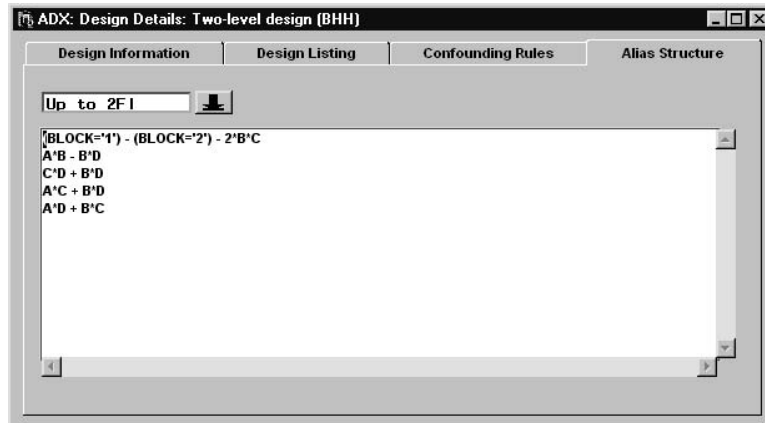 ADX: Design Details: Two-level design (BHH)
Design Information Design Listing Confounding Rules Alias Structure
Up to 2FI
(BLOCK='1') - (BLOCK='2') - 2*B*C
A*B - B*D
C*D + B*D
A*C + B*D
A*D + B*C